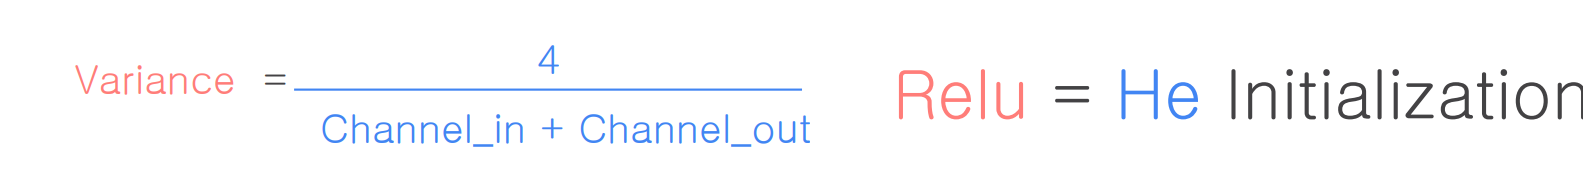 Variance = 4
Channel_in + Channel_out
Relu = He Initialization